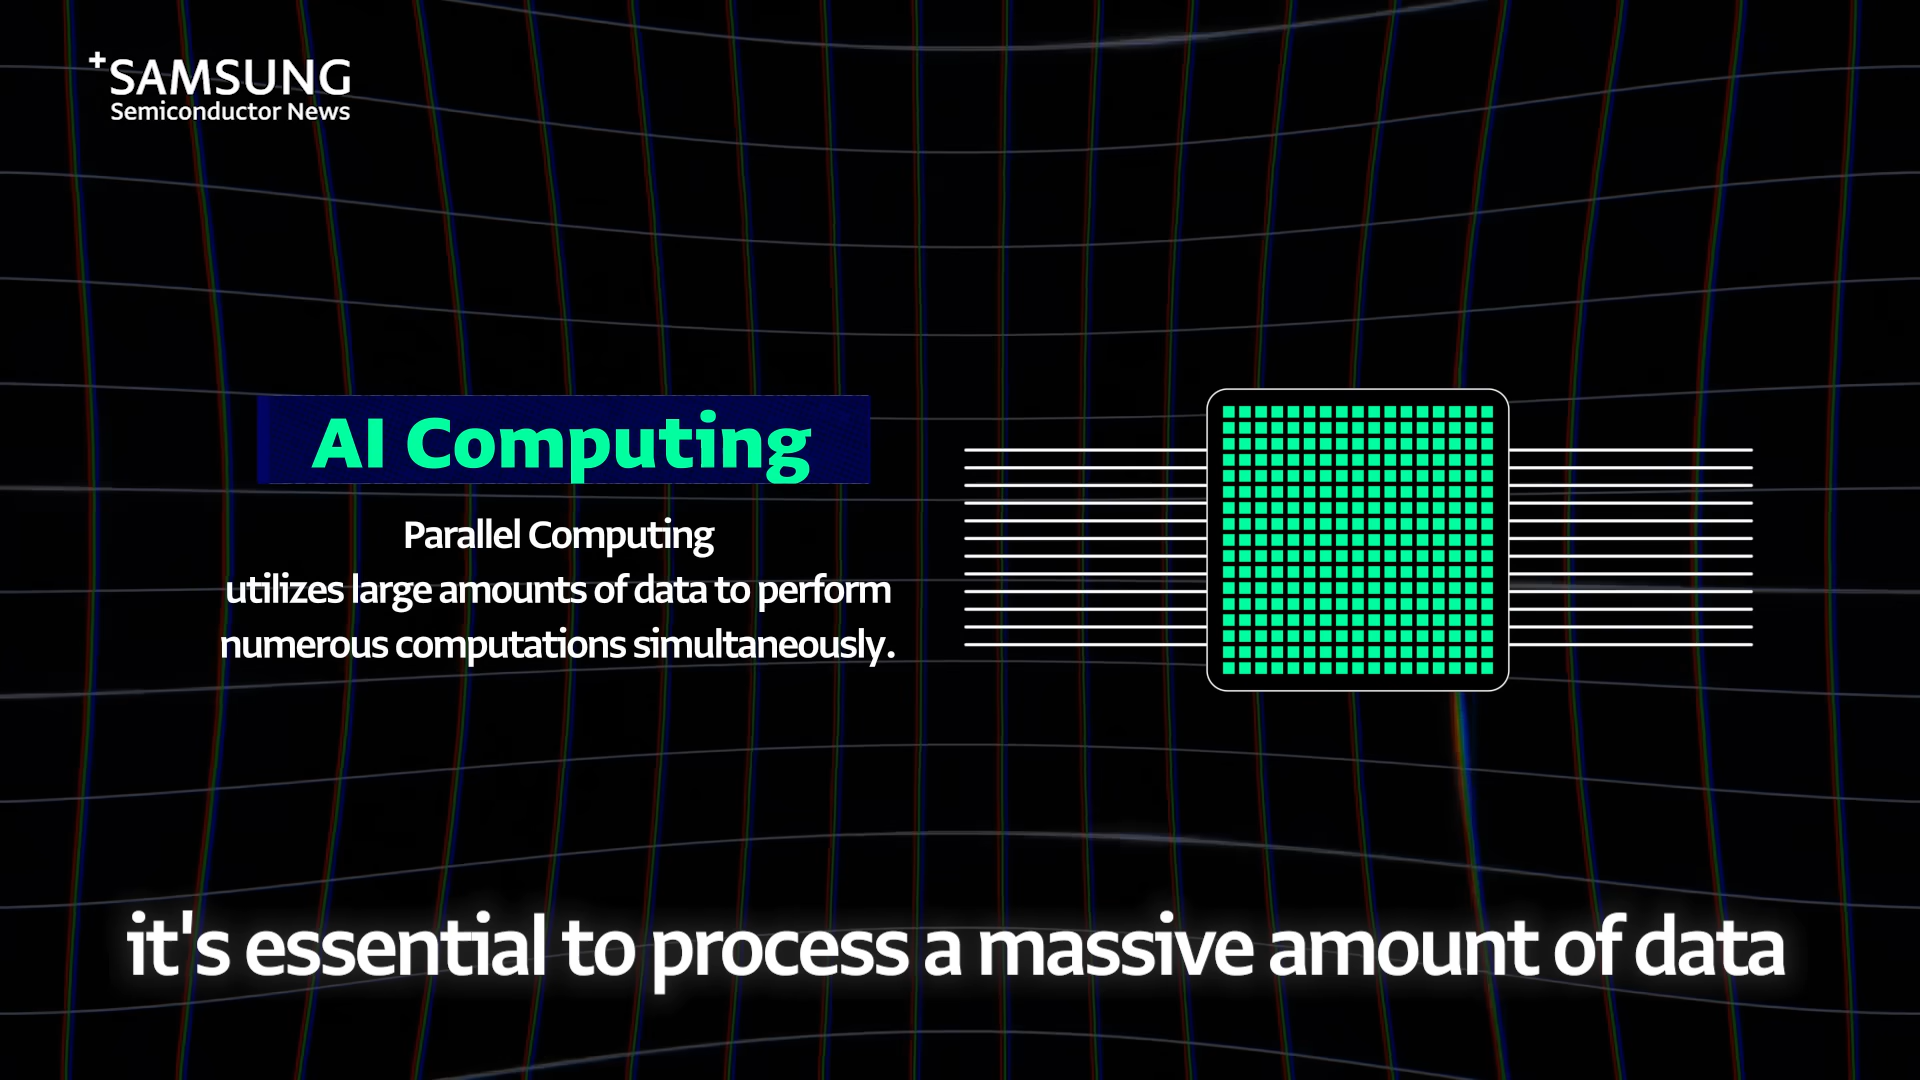 +SAMSUNG
Semiconductor News
AI Computing
Parallel Computing
utilizes large amounts of data to perform
numerous computations simultaneously.
it's essential to process a massive amount of data